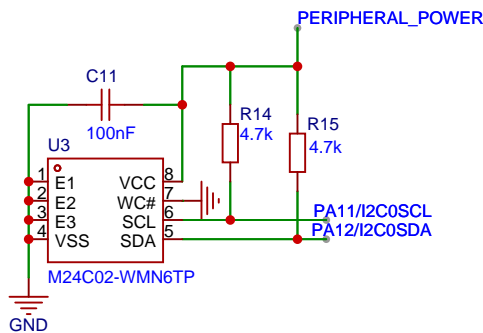 PERIPHERAL_POWER
C11
100nF
R14
4.7k
R15
4.7k
U3
1 E1 VCC 8
2 E2 WC# 7
3 E3 SCL 6
4 VSS SDA 5
PA11/I2C0SCL
PA12/I2C0SDA
M24C02-WMN6TP
GND